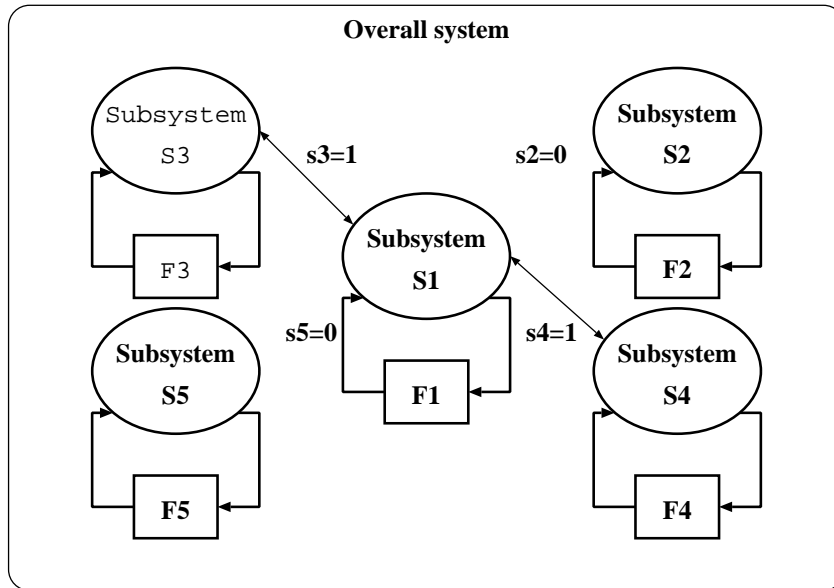 Overall system
Subsystem
S3
F3
s3=1
s2=0
Subsystem
S2
F2
Subsystem
S1
F1
s5=0
s4=1
Subsystem
S5
F5
Subsystem
S4
F4